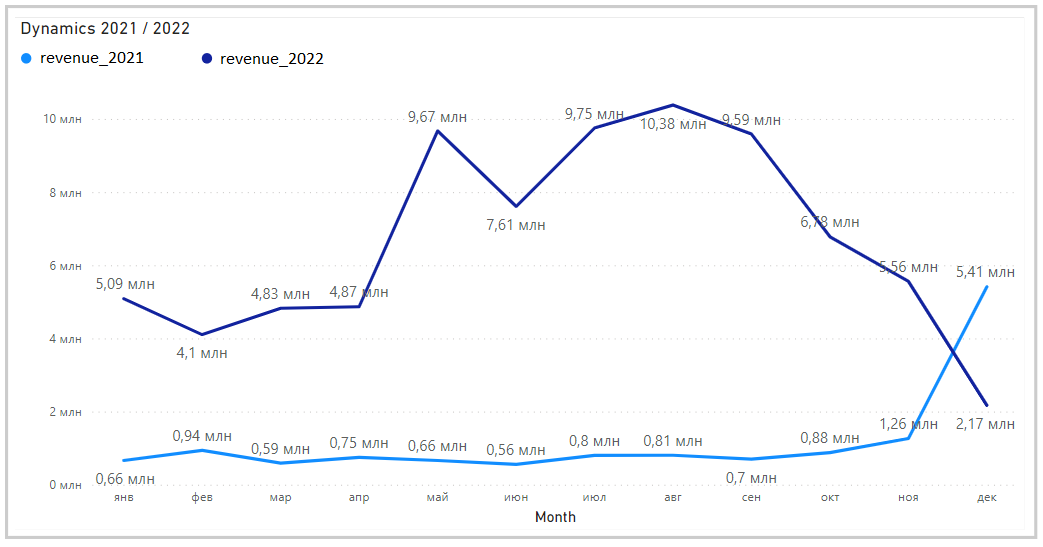 Dynamics 2021 / 2022
revenue_2021 revenue_2022
10 млн
8 млн
6 млн
4 млн
2 млн
0 млн
5,09 млн
4,1 млн
4,83 млн
4,87 млн
9,67 млн
7,61 млн
9,75 млн
10,38 млн
9,59 млн
6,78 млн
5,56 млн
2,17 млн
0,66 млн
0,94 млн
0,59 млн
0,75 млн
0,66 млн
0,56 млн
0,8 млн
0,81 млн
0,7 млн
0,88 млн
1,26 млн
5,41 млн
янв фев мар апр май июн июл авг сен окт ноя дек
Month